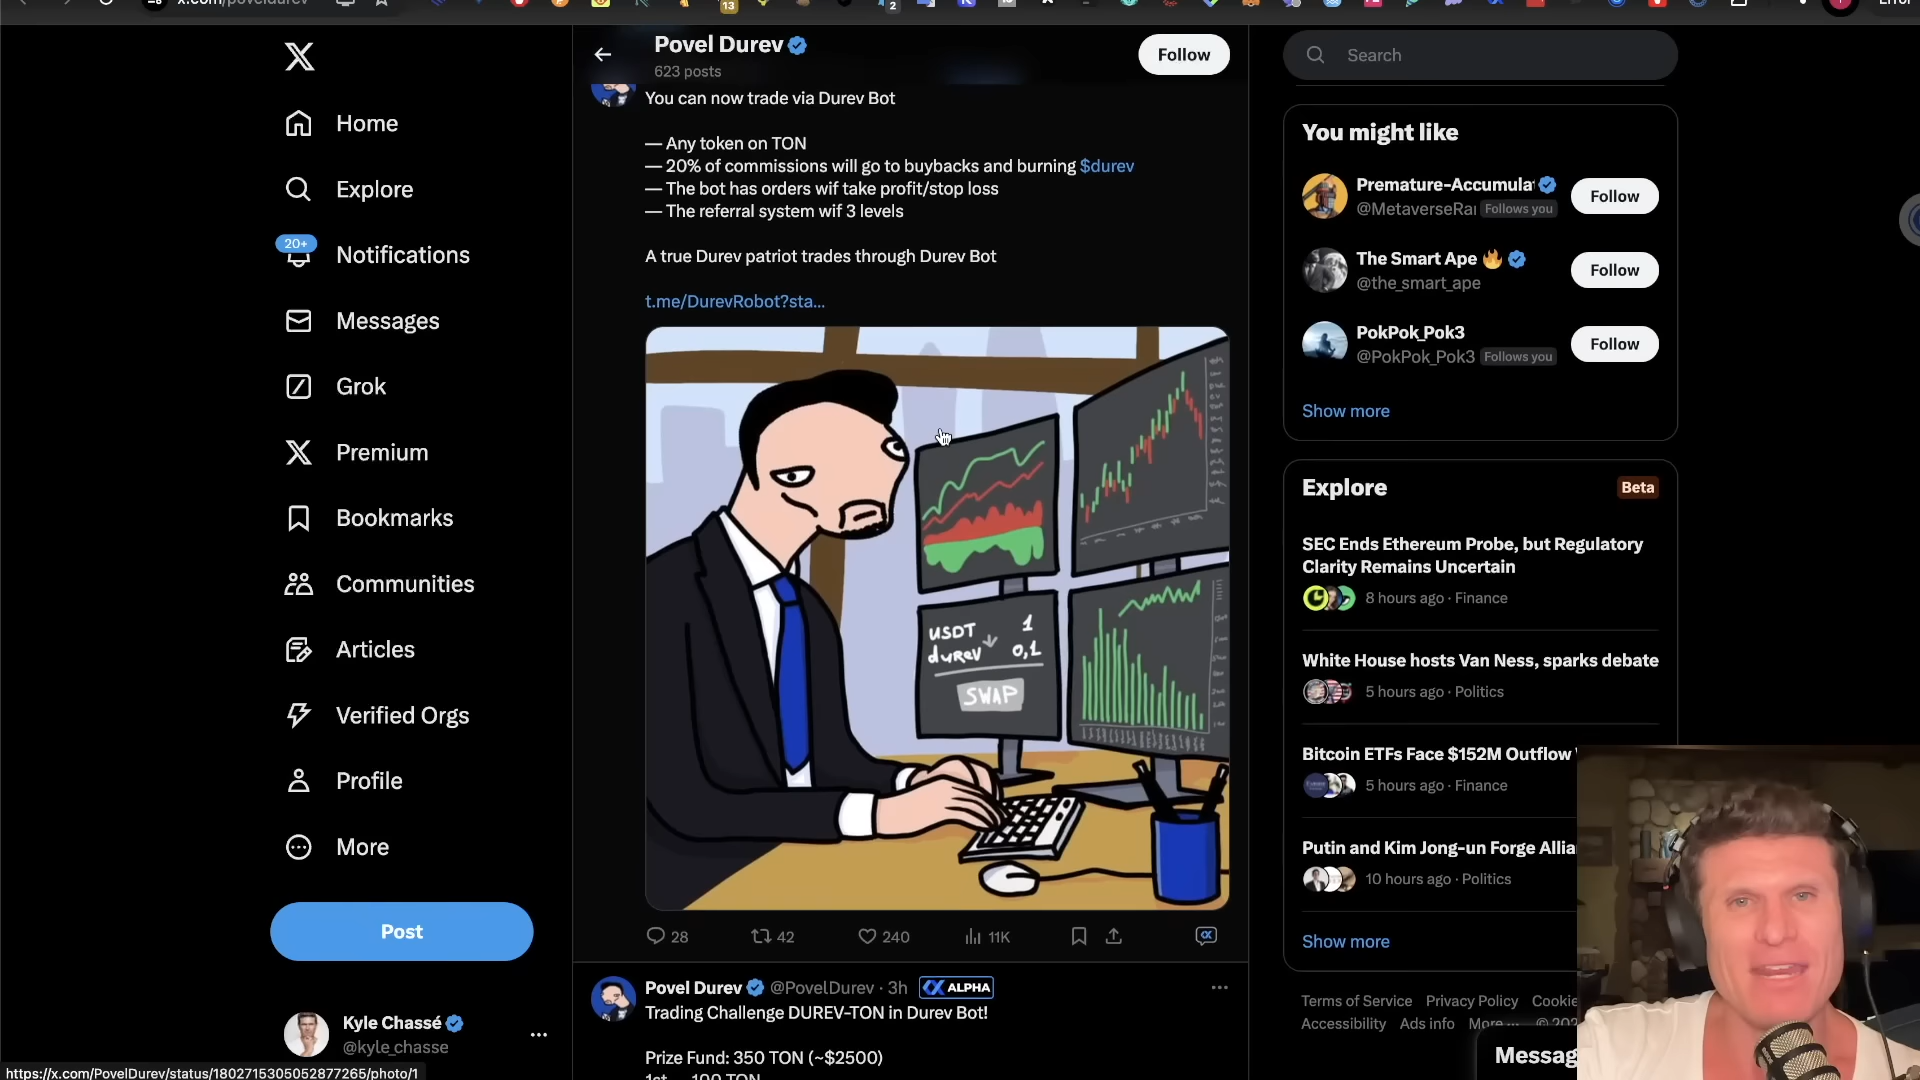 Povel Durev
623 posts
Follow
You can now trade via Durev Bot
— Any token on TON
— 20% of commissions will go to buybacks and burning $durev
— The bot has orders wif take profit/stop loss
— The referral system wif 3 levels
A true Durev patriot trades through Durev Bot
t.me/DurevRobot?sta...
USDT 1
durev 0,1
SWAP
28
42
240
11K
Povel Durev @PovelDurev · 3h ALPHA
Trading Challenge DUREV-TON in Durev Bot!
Prize Fund: 350 TON (~$2500)
Home
Explore
20+
Notifications
Messages
Grok
Premium
Bookmarks
Communities
Articles
Verified Orgs
Profile
More
Post
Kyle Chassé
@kyle_chasse
https://x.com/PovelDurev/status/1802715305052877265/photo/1
Search
You might like
Premature-Accumula
@MetaverseRa Follows you
Follow
The Smart Ape
@the_smart_ape
Follow
PokPok_Pok3
@PokPok_Pok3 Follows you
Follow
Show more
Explore
Beta
SEC Ends Ethereum Probe, but Regulatory
Clarity Remains Uncertain
8 hours ago · Finance
White House hosts Van Ness, sparks debate
5 hours ago · Politics
Bitcoin ETFs Face $152M Outflow
5 hours ago · Finance
Putin and Kim Jong-un Forge Allia
10 hours ago · Politics
Show more
Terms of Service Privacy Policy Cookie
Accessibility Ads info More ... © 202
Messag
13
2